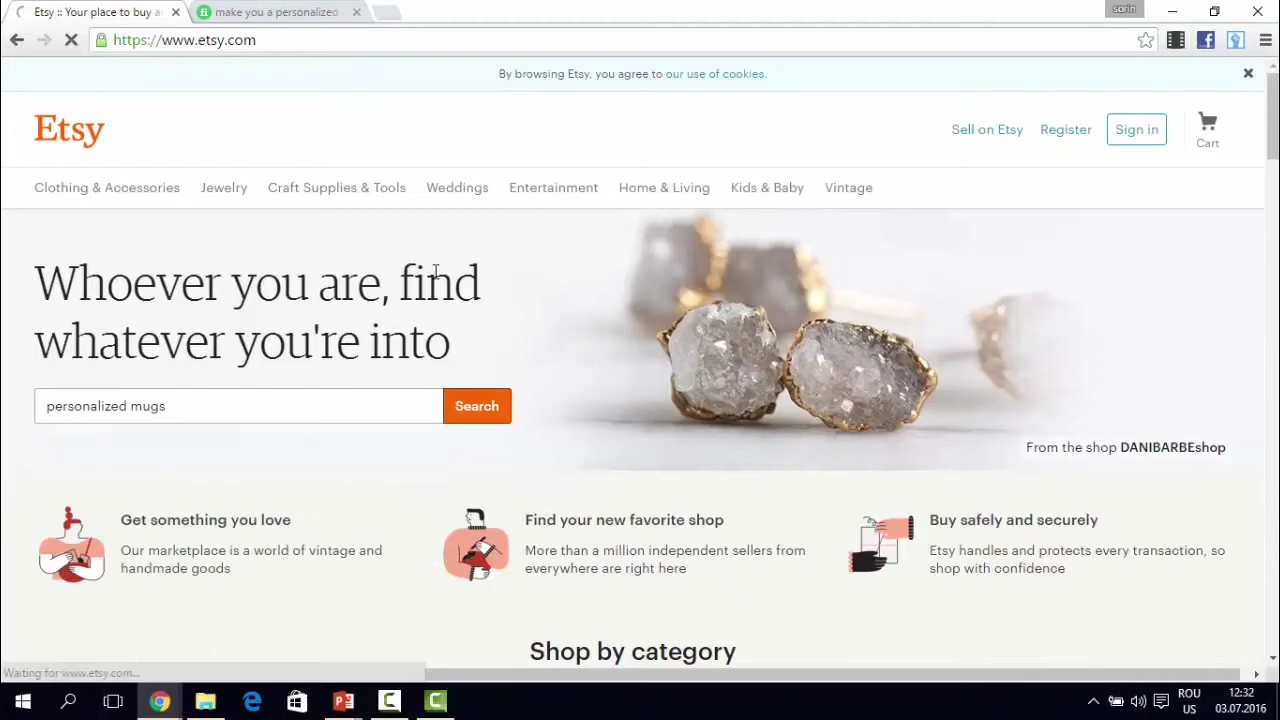 Etsy :: Your place to buy a
make you a personalized
sorin
https://www.etsy.com
By browsing Etsy, you agree to our use of cookies.
Etsy
Sell on Etsy
Register
Sign in
Cart
Clothing & Accessories
Jewelry
Craft Supplies & Tools
Weddings
Entertainment
Home & Living
Kids & Baby
Vintage
Whoever you are, find
whatever you're into
personalized mugs
Search
From the shop DANIBARBEshop
Get something you love
Our marketplace is a world of vintage and
handmade goods
Find your new favorite shop
More than a million independent sellers from
everywhere are right here
Buy safely and securely
Etsy handles and protects every transaction, so
shop with confidence
Shop by category
Waiting for www.etsy.com...
ROU
US
12:32
03.07.2016